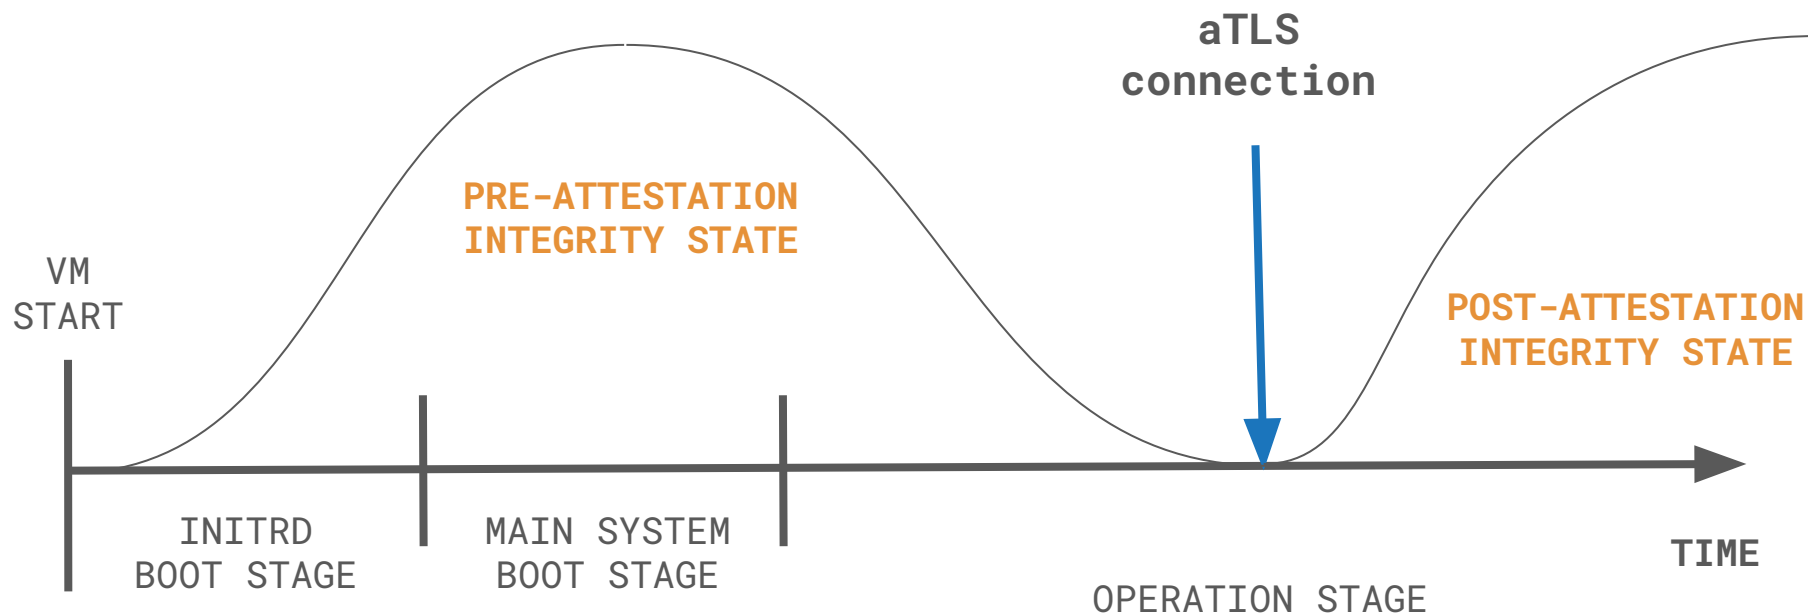 aTLS
connection
PRE-ATTESTATION
INTEGRITY STATE
VM
START
POST-ATTESTATION
INTEGRITY STATE
INITRD
BOOT STAGE
MAIN SYSTEM
BOOT STAGE
TIME
OPERATION STAGE